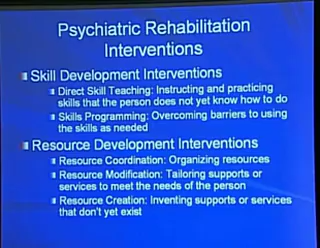 Psychiatric Rehabilitation
Interventions
Skill Development Interventions
Direct Skill Teaching: Instructing and practicing
skills that the person does not yet know how to do
Skills Programming: Overcoming barriers to using
the skills as needed
Resource Development Interventions
Resource Coordination: Organizing resources
Resource Modification: Tailoring supports or
services to meet the needs of the person
Resource Creation: Inventing supports or services
that don't yet exist